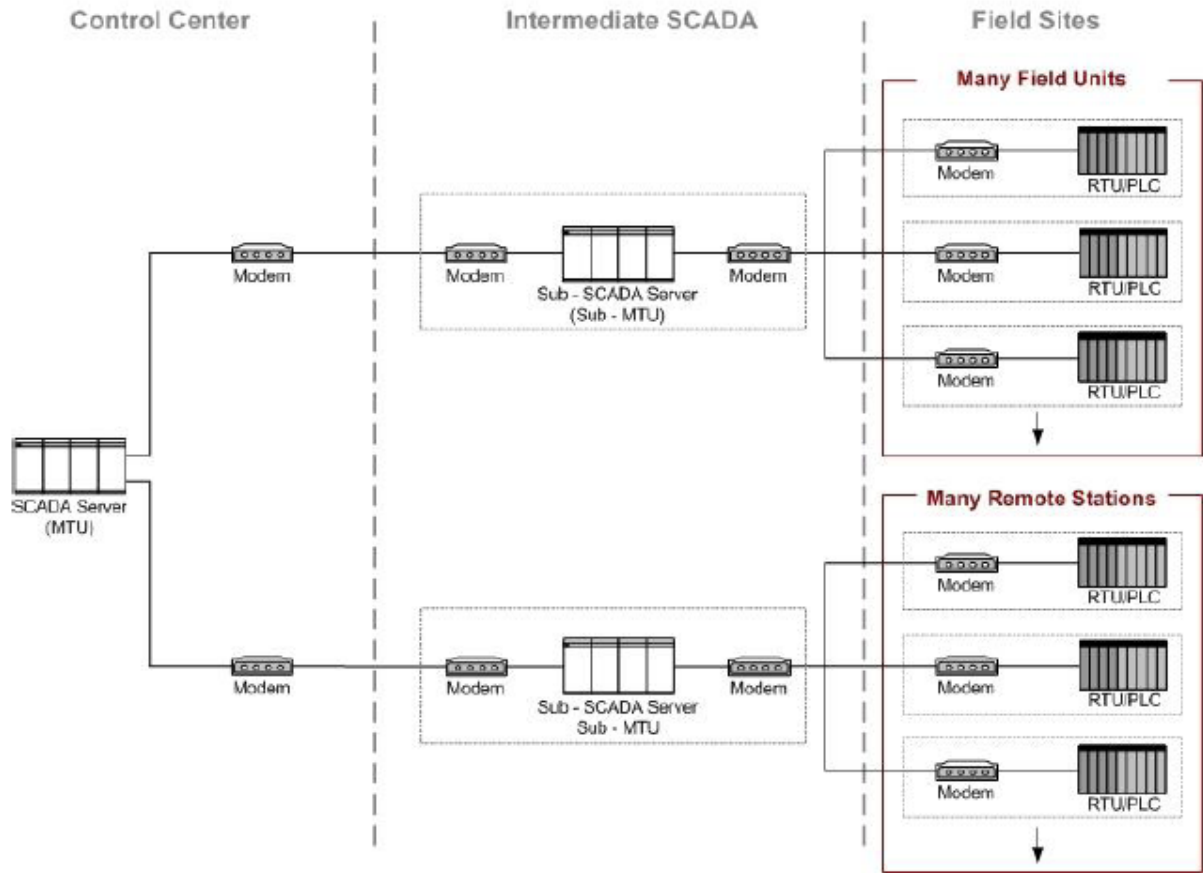 Control Center
Intermediate SCADA
Field Sites
Many Field Units
Modem
RTU/PLC
Modem
Modem
Sub - SCADA Server
(Sub - MTU)
Modem
Modem
RTU/PLC
Modem
RTU/PLC
SCADA Server
(MTU)
Many Remote Stations
Modem
RTU/PLC
Modem
Modem
Sub - SCADA Server
Sub - MTU
Modem
Modem
RTU/PLC
Modem
RTU/PLC